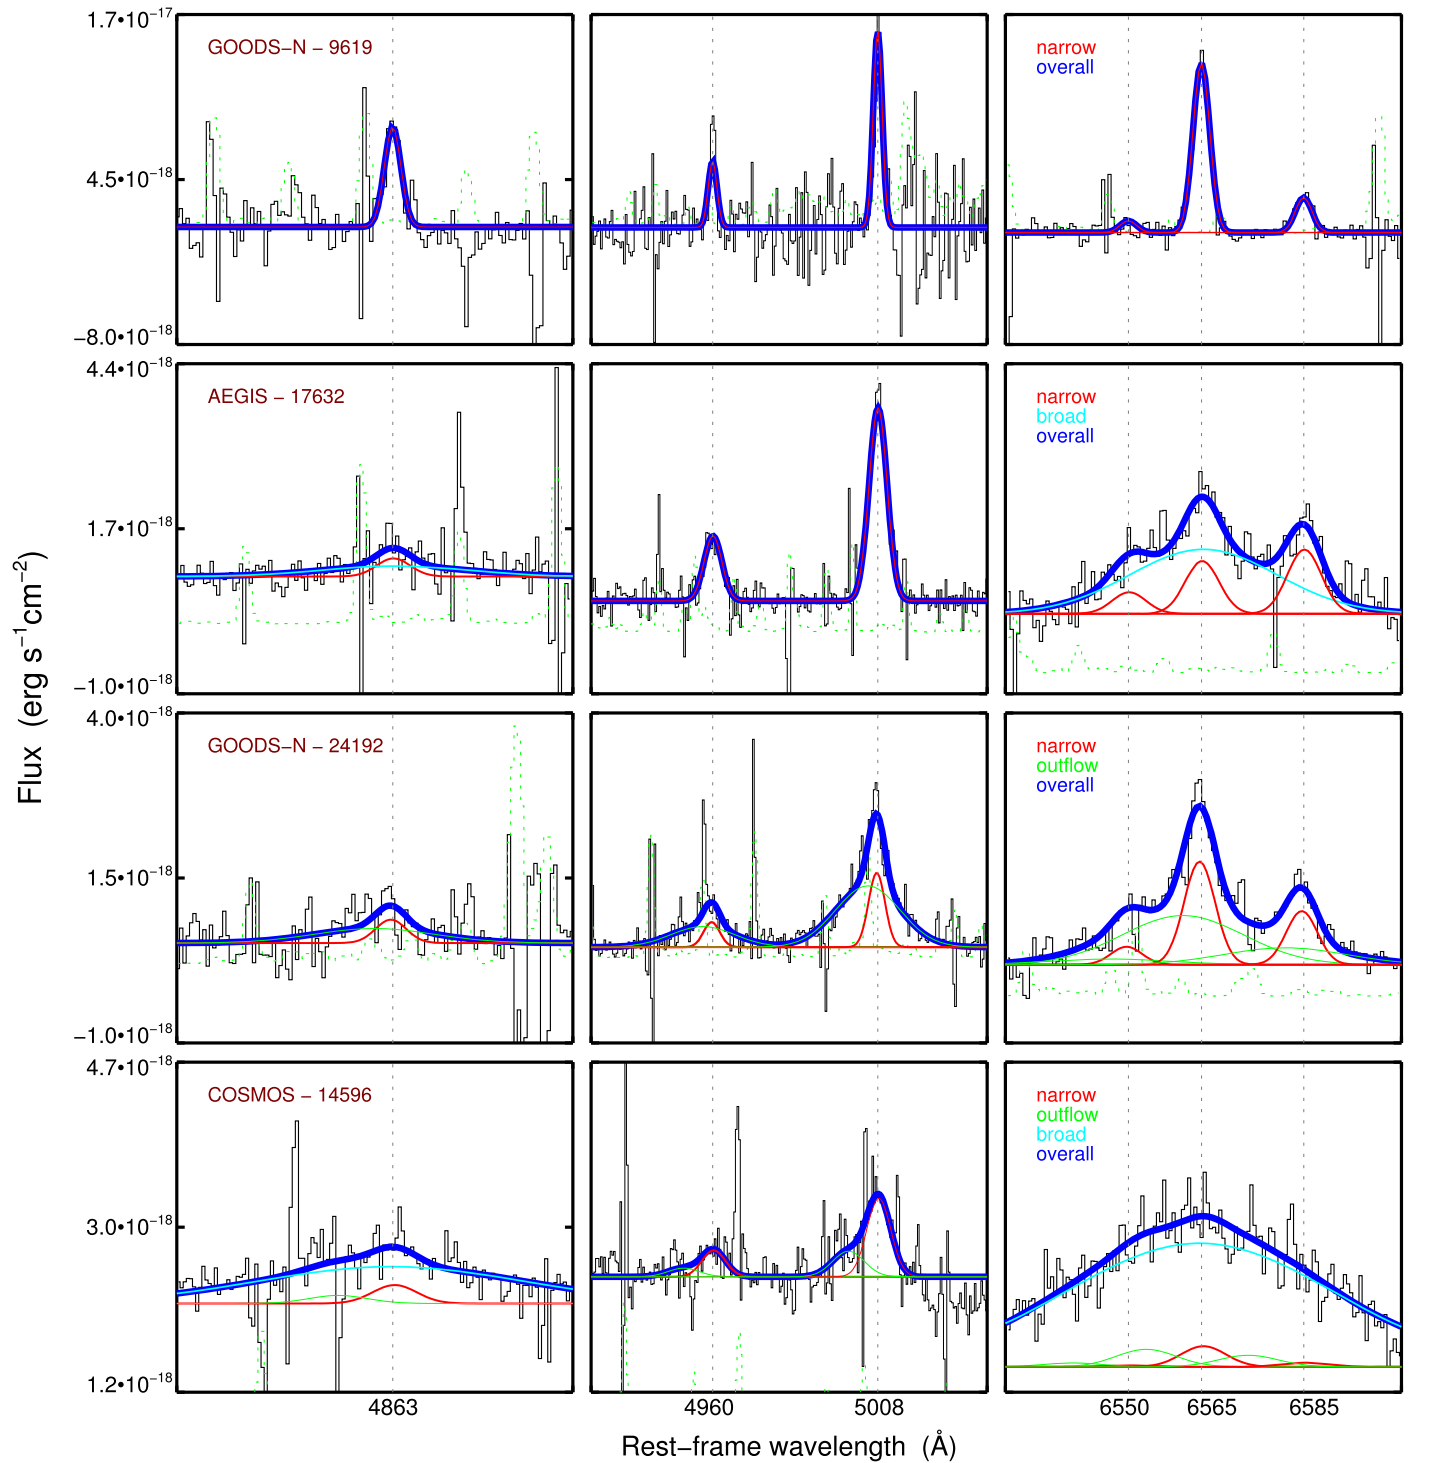 Flux (erg s⁻¹cm⁻²)
1.7•10⁻¹⁷
4.5•10⁻¹⁸
−8.0•10⁻¹⁸
GOODS−N − 9619
narrow
overall
4.4•10⁻¹⁸
1.7•10⁻¹⁸
−1.0•10⁻¹⁸
AEGIS − 17632
narrow
broad
overall
4.0•10⁻¹⁸
1.5•10⁻¹⁸
−1.0•10⁻¹⁸
GOODS−N − 24192
narrow
outflow
overall
4.7•10⁻¹⁸
3.0•10⁻¹⁸
1.2•10⁻¹⁸
COSMOS − 14596
narrow
outflow
broad
overall
4863
4960 5008
6550 6565 6585
Rest−frame wavelength (Å)